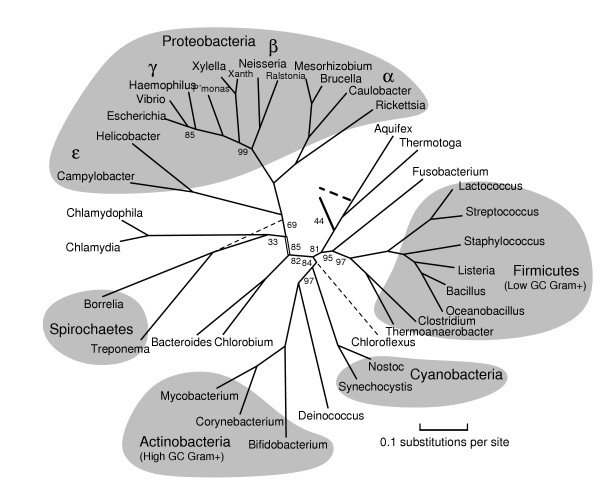 Proteobacteria
β
γ
Xylella
Neisseria
Mesorhizobium
Xanth
Ralstonia
Brucella
α
Haemophilus
P'monas
Caulobacter
Vibrio
Rickettsia
Escherichia
85
Aquifex
Helicobacter
99
Thermotoga
ε
Fusobacterium
Campylobacter
Lactococcus
Chlamydophila
Streptococcus
69
44
Chlamydia
33
85
81
Staphylococcus
82
84
95
97
Listeria
Firmicutes
97
(Low GC Gram+)
Bacillus
Borrelia
Oceanobacillus
Spirochaetes
Clostridium
Thermoanaerobacter
Treponema
Bacteroides
Chlorobium
Chloroflexus
Nostoc
Cyanobacteria
Synechocystis
Mycobacterium
Deinococcus
Corynebacterium
Actinobacteria
Bifidobacterium
(High GC Gram+)
0.1 substitutions per site